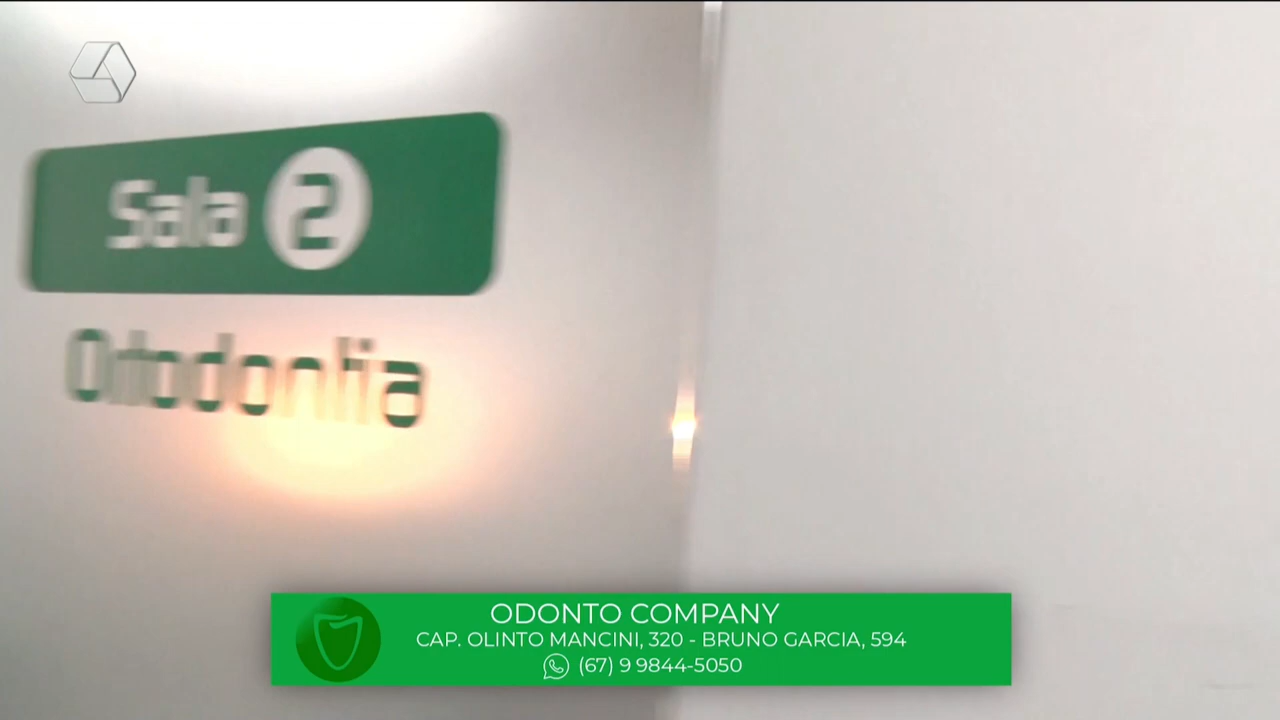 Sala 2
Ortodontia
ODONTO COMPANY
CAP. OLINTO MANCINI, 320 - BRUNO GARCIA, 594
(67) 9 9844-5050